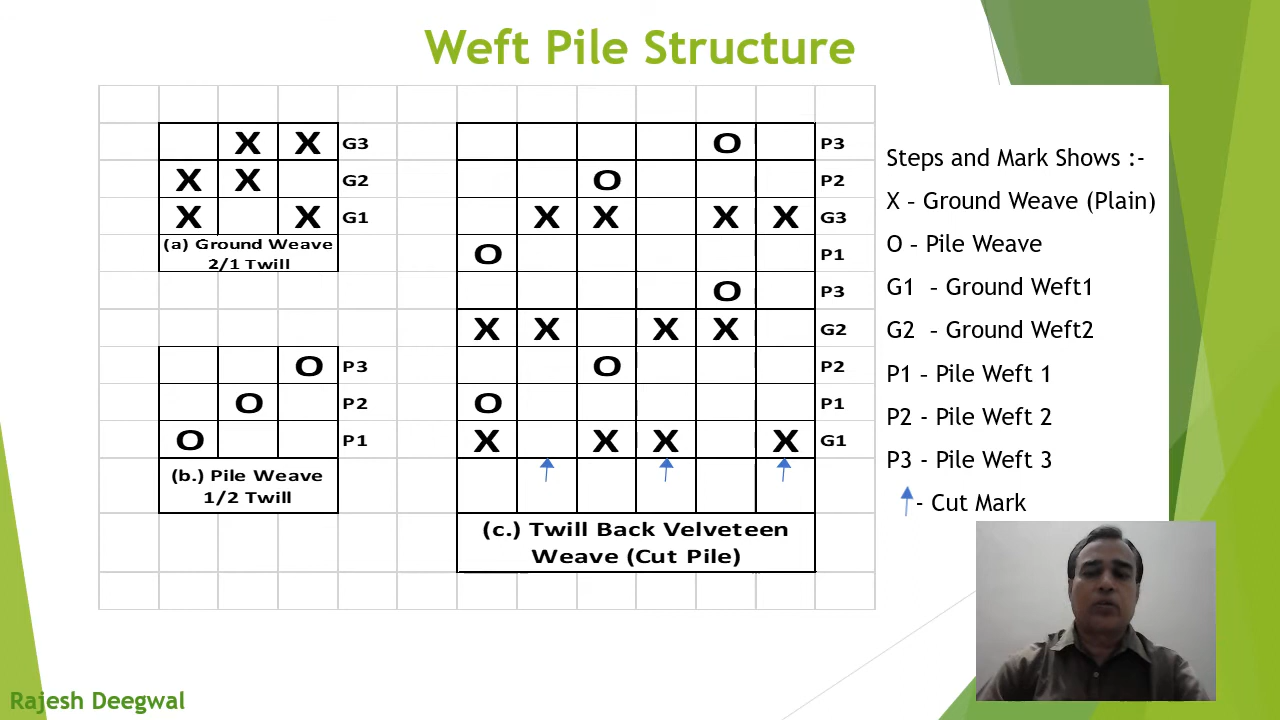 Weft Pile Structure
X X G3
X X G2
X X G1
(a) Ground Weave
2/1 Twill
O P3
O P2
O P1
(b.) Pile Weave
1/2 Twill
O P3
O P2
X X X X G3
O P1
O P3
X X X X G2
O P2
O P1
X X X X G1
(c.) Twill Back Velveteen
Weave (Cut Pile)
Steps and Mark Shows :-
X – Ground Weave (Plain)
O – Pile Weave
G1 – Ground Weft1
G2 – Ground Weft2
P1 – Pile Weft 1
P2 - Pile Weft 2
P3 - Pile Weft 3
- Cut Mark
Rajesh Deegwal